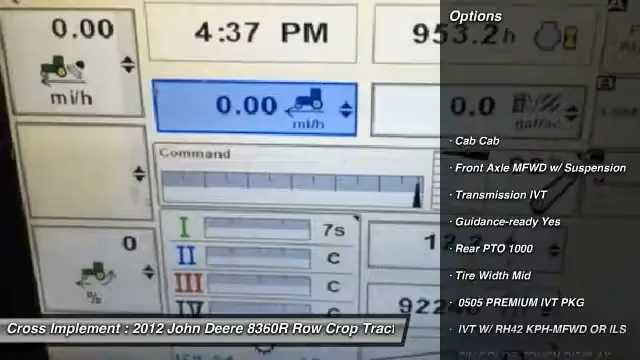 Options
0.00
4:37 PM
953.2h
mi/h
0.00
mi/h
0.0
gal/ac
Command
I
7s
II
C
III
C
IV
C
0
%
· Cab Cab
· Front Axle MFWD w/ Suspension
· Transmission IVT
· Guidance-ready Yes
· Rear PTO 1000
· Tire Width Mid
· 0505 PREMIUM IVT PKG
· IVT W/ RH42 KPH-MFWD OR ILS
Cross Implement : 2012 John Deere 8360R Row Crop Tract